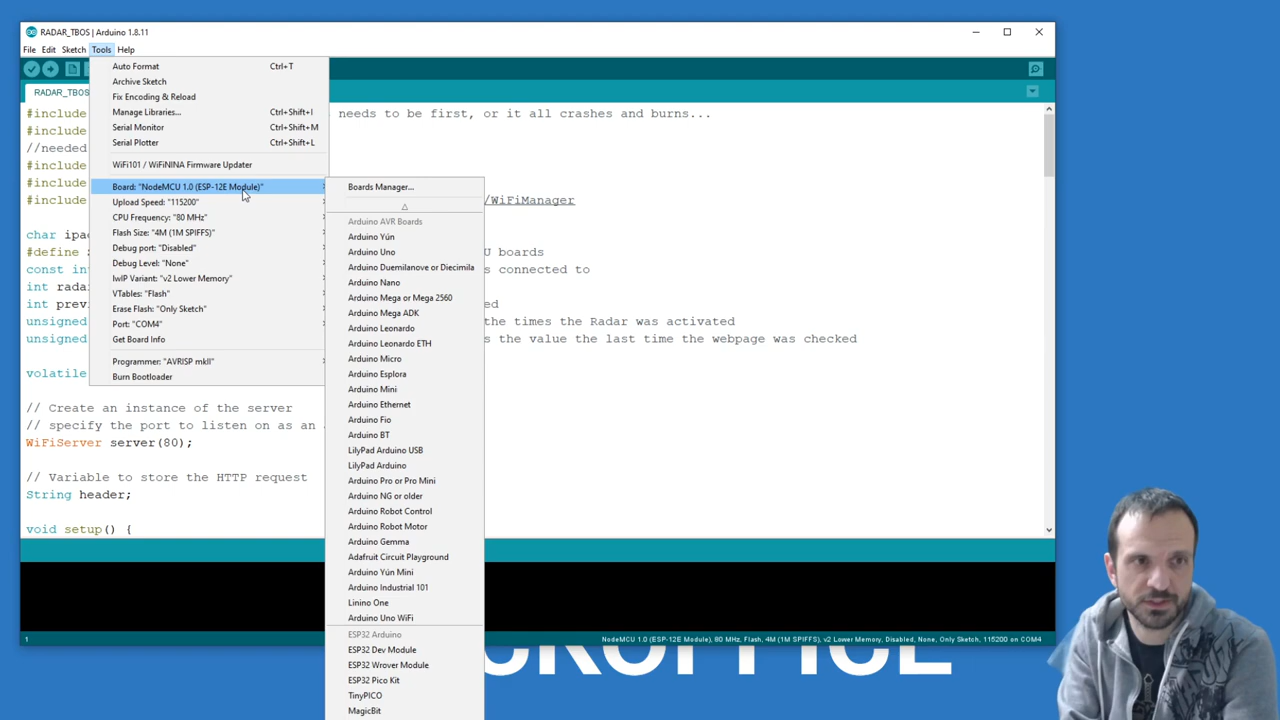 RADAR_TBOS | Arduino 1.8.11
File Edit Sketch Tools Help
RADAR_TBOS
Auto Format Ctrl+T
Archive Sketch
Fix Encoding & Reload
Manage Libraries... Ctrl+Shift+I
Serial Monitor Ctrl+Shift+M
Serial Plotter Ctrl+Shift+L
WiFi101 / WiFiNINA Firmware Updater
Board: "NodeMCU 1.0 (ESP-12E Module)"
Upload Speed: "115200"
CPU Frequency: "80 MHz"
Flash Size: "4M (1M SPIFFS)"
Debug port: "Disabled"
Debug Level: "None"
IwIP Variant: "v2 Lower Memory"
VTables: "Flash"
Erase Flash: "Only Sketch"
Port: "COM4"
Get Board Info
Programmer: "AVRISP mkII"
Burn Bootloader
Boards Manager...
Arduino AVR Boards
Arduino Yún
Arduino Uno
Arduino Duemilanove or Diecimila
Arduino Nano
Arduino Mega or Mega 2560
Arduino Mega ADK
Arduino Leonardo
Arduino Leonardo ETH
Arduino Micro
Arduino Esplora
Arduino Mini
Arduino Ethernet
Arduino Fio
Arduino BT
LilyPad Arduino USB
LilyPad Arduino
Arduino Pro or Pro Mini
Arduino NG or older
Arduino Robot Control
Arduino Robot Motor
Arduino Gemma
Adafruit Circuit Playground
Arduino Yún Mini
Arduino Industrial 101
Linino One
Arduino Uno WiFi
ESP32 Arduino
ESP32 Dev Module
ESP32 Wrover Module
ESP32 Pico Kit
TinyPICO
MagicBit
#include needs to be first, or it all crashes and burns...
#include
//needed
#include
#include
#include /WiFiManager
char ipa
#define U boards
const int s connected to
int rada
int prev ed
unsigned the times the Radar was activated
unsigned s the value the last time the webpage was checked
volatile
// Create an instance of the server
// specify the port to listen on as an
WiFiServer server(80);
// Variable to store the HTTP request
String header;
void setup() {
1 NodeMCU 1.0 (ESP-12E Module), 80 MHz, Flash, 4M (1M SPIFFS), v2 Lower Memory, Disabled, None, Only Sketch, 115200 on COM4